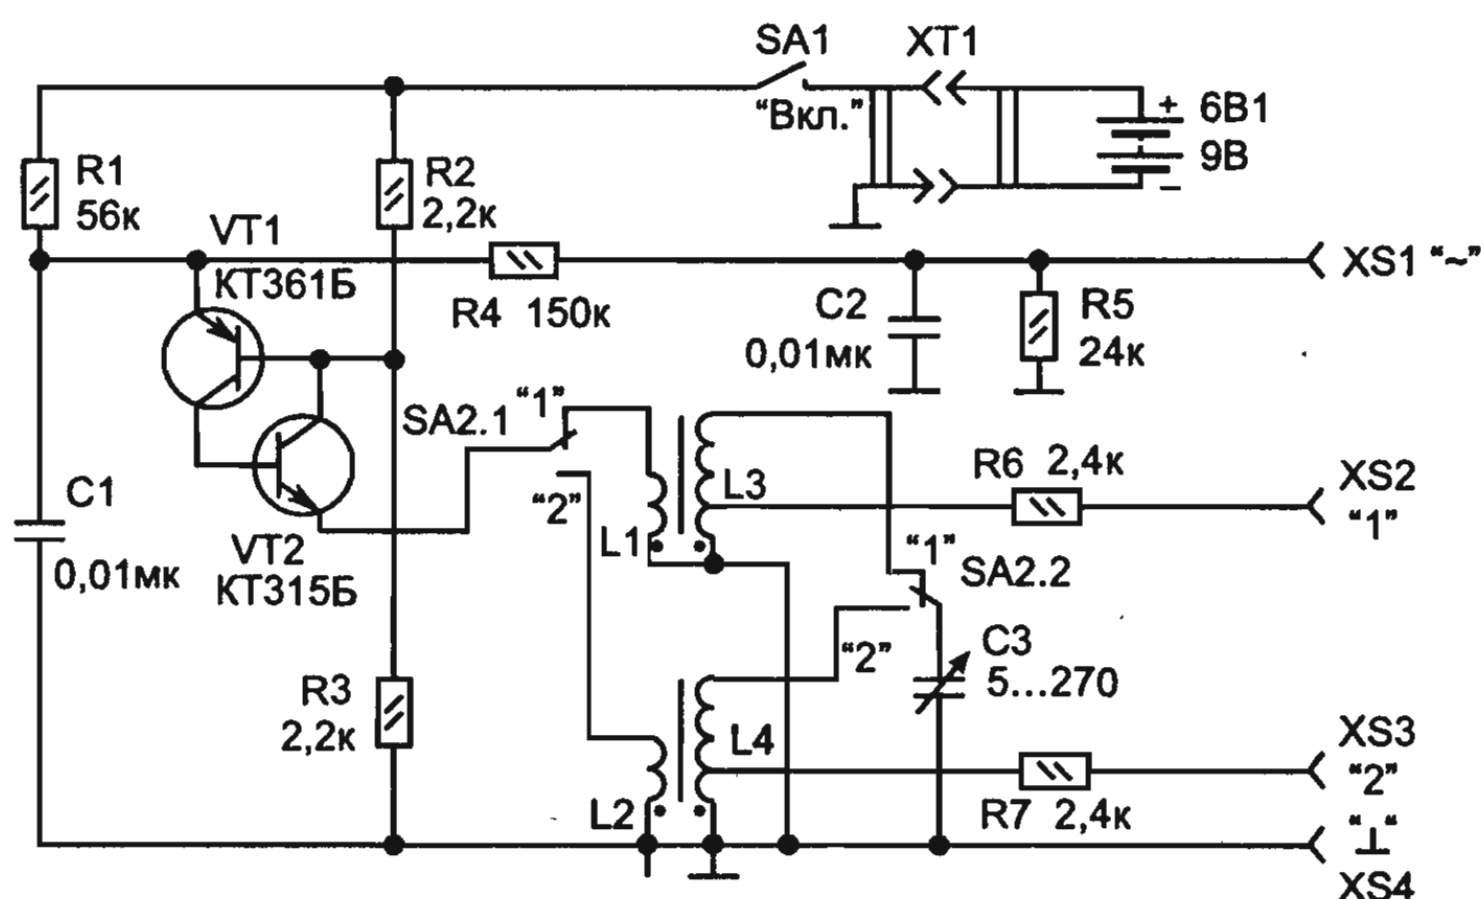 SA1
XT1
“Вкл.”
+
6В1
9В
–
R1
56к
R2
2,2к
VT1
КТ361Б
R4 150к
XS1 “~”
C2
0,01мк
R5
24к
SA2.1
“1”
“2”
C1
0,01мк
VT2
КТ315Б
L1
L3
R6 2,4к
XS2
“1”
“1”
SA2.2
“2”
C3
5...270
R3
2,2к
L2
L4
R7 2,4к
XS3
“2”
“⊥“
XS4